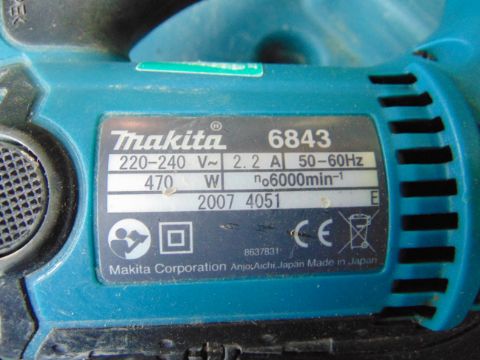 makita® 6843
220-240 V~ 2.2 A 50-60Hz
470 W n₀6000min⁻¹
2007 4051 E
CE
8637831
Makita Corporation Anjo,Aichi,Japan Made in Japan